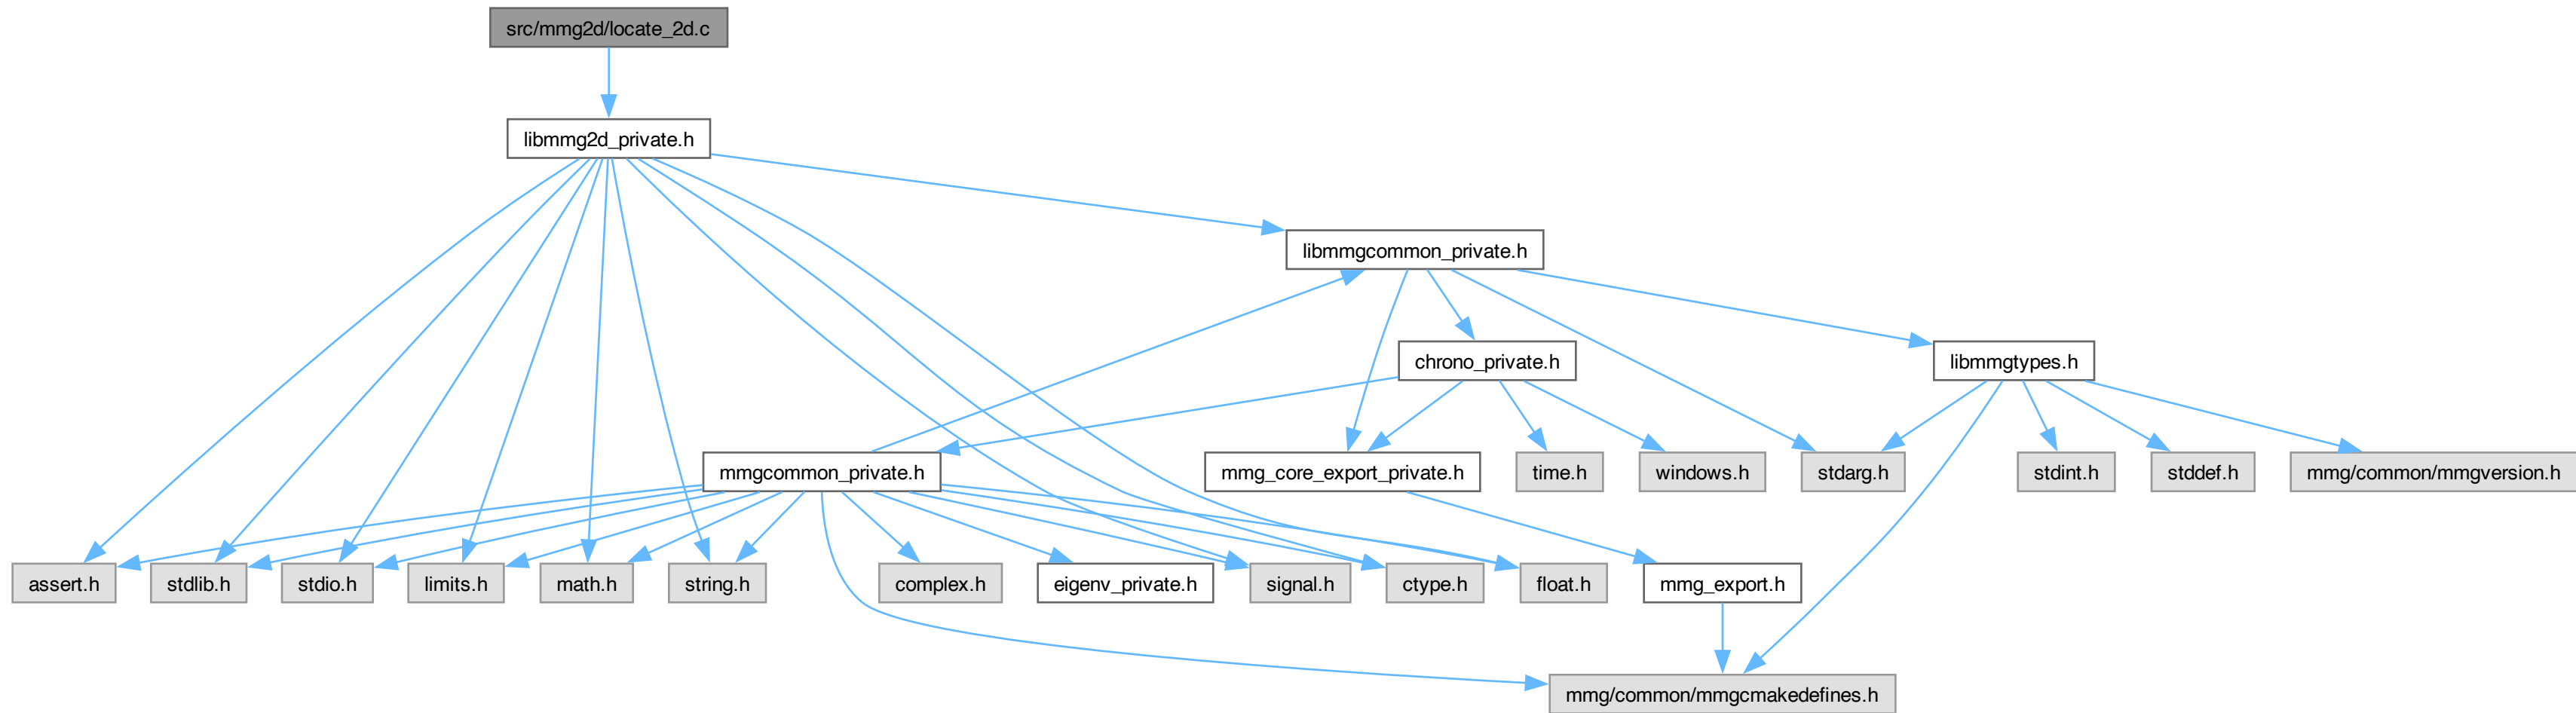 src/mmg2d/locate_2d.c
libmmg2d_private.h
libmmgcommon_private.h
chrono_private.h
libmmgtypes.h
mmgcommon_private.h
mmg_core_export_private.h
time.h
windows.h
stdarg.h
stdint.h
stddef.h
mmg/common/mmgversion.h
assert.h
stdlib.h
stdio.h
limits.h
math.h
string.h
complex.h
eigenv_private.h
signal.h
ctype.h
float.h
mmg_export.h
mmg/common/mmgcmakedefines.h